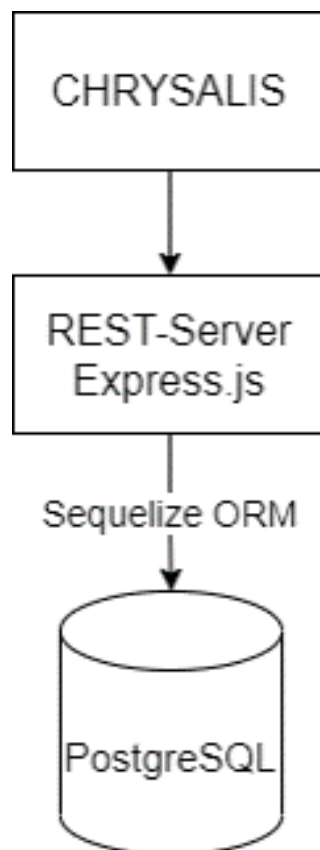 CHRYSALIS
REST-Server
Express.js
Sequelize ORM
PostgreSQL